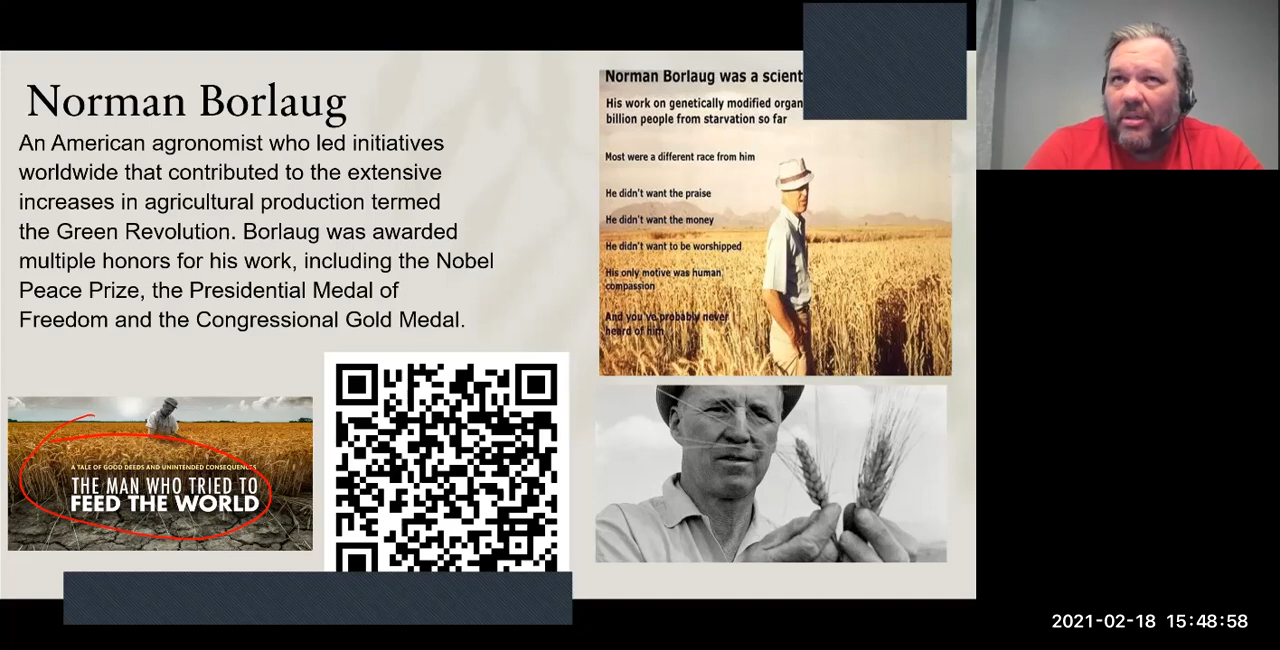 Norman Borlaug
An American agronomist who led initiatives
worldwide that contributed to the extensive
increases in agricultural production termed
the Green Revolution. Borlaug was awarded
multiple honors for his work, including the Nobel
Peace Prize, the Presidential Medal of
Freedom and the Congressional Gold Medal.
A TALE OF GOOD DEEDS AND UNINTENDED CONSEQUENCES
THE MAN WHO TRIED TO
FEED THE WORLD
Norman Borlaug was a scient
His work on genetically modified organ
billion people from starvation so far
Most were a different race from him
He didn't want the praise
He didn't want the money
He didn't want to be worshipped
His only motive was human
compassion
And you've probably never
heard of him
2021-02-18 15:48:58